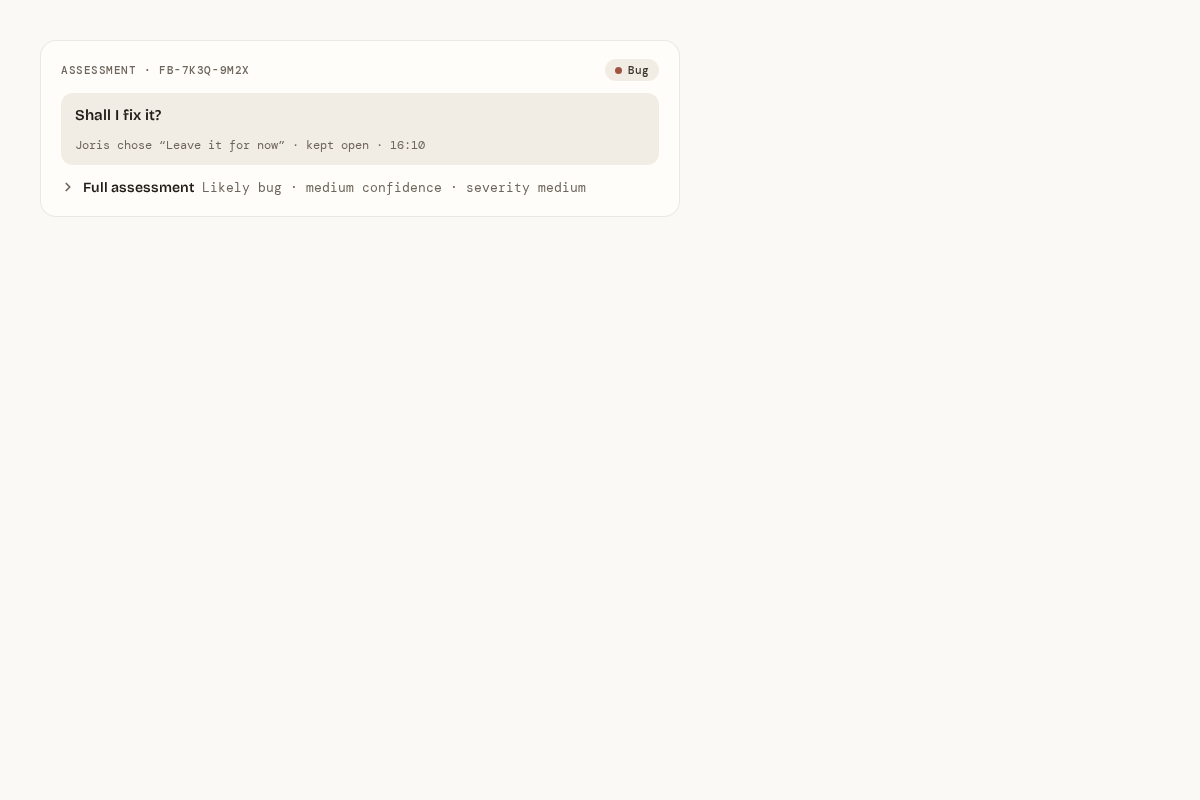 ASSESSMENT · FB-7K3Q-9M2X
Bug
Shall I fix it?
Joris chose “Leave it for now” · kept open · 16:10
Full assessment Likely bug · medium confidence · severity medium